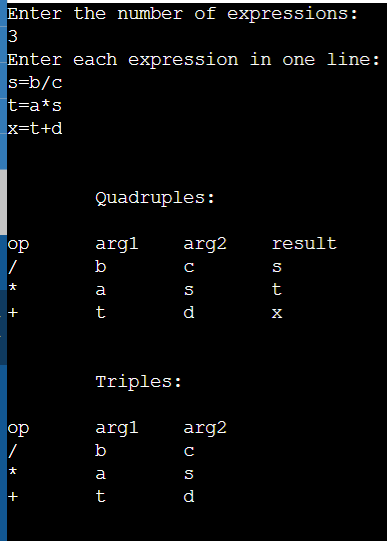 Enter the number of expressions:
3
Enter each expression in one line:
s=b/c
t=a*s
x=t+d
Quadruples:
op arg1 arg2 result
/ b c s
* a s t
+ t d x
Triples:
op arg1 arg2
/ b c
* a s
+ t d